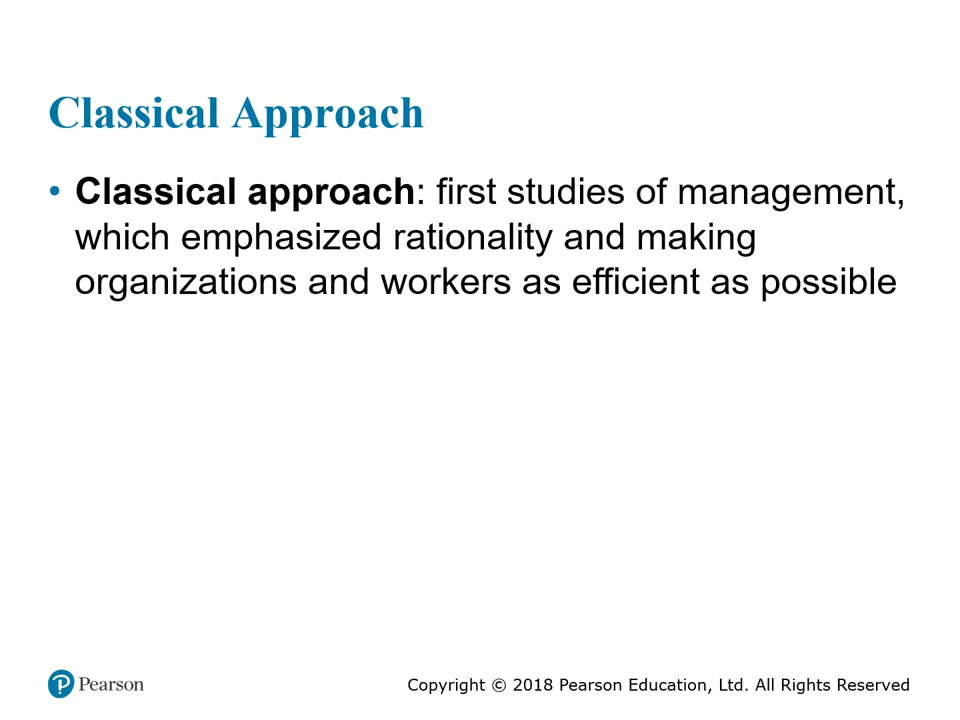 Classical Approach
• Classical approach: first studies of management,
which emphasized rationality and making
organizations and workers as efficient as possible
Pearson
Copyright © 2018 Pearson Education, Ltd. All Rights Reserved